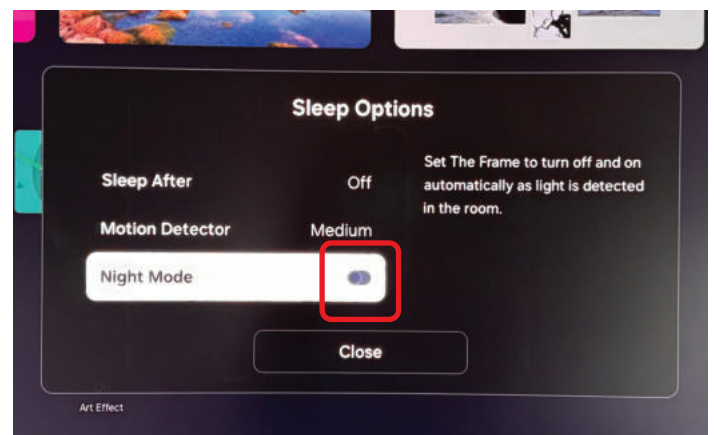 Sleep Options
Sleep After Off
Motion Detector Medium
Night Mode
Set The Frame to turn off and on
automatically as light is detected
in the room.
Close
Art Effect